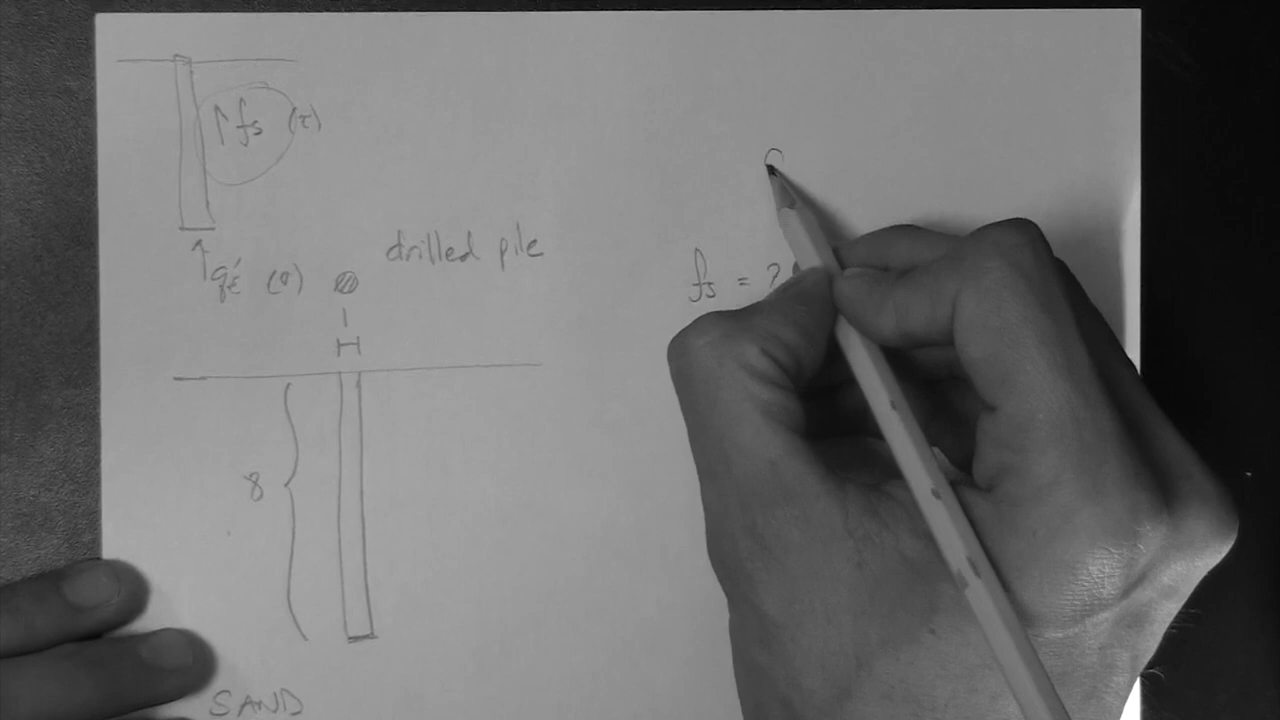 ↑ fs (τ)
drilled pile
↑ q't (σ)
fs = ?
8
SAND